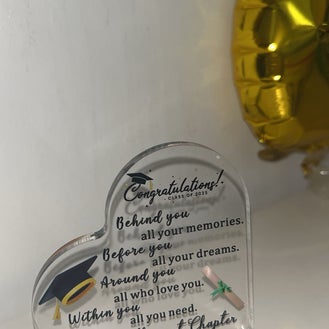 Congratulations!
CLASS OF 2025
Behind you
all your memories.
Before you
all your dreams.
Around you
all who love you.
Within you
all you need.
Chapter